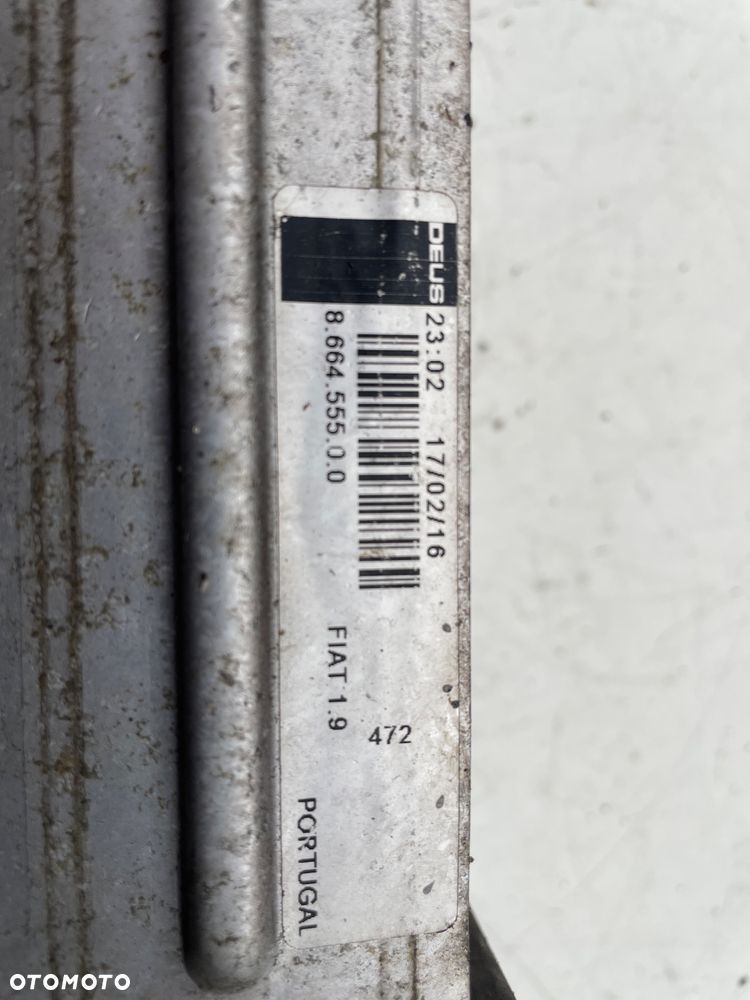 DEUS
23:02 17/02/16
8.664.555.0.0
FIAT 1.9
472
PORTUGAL
OTOMOTO